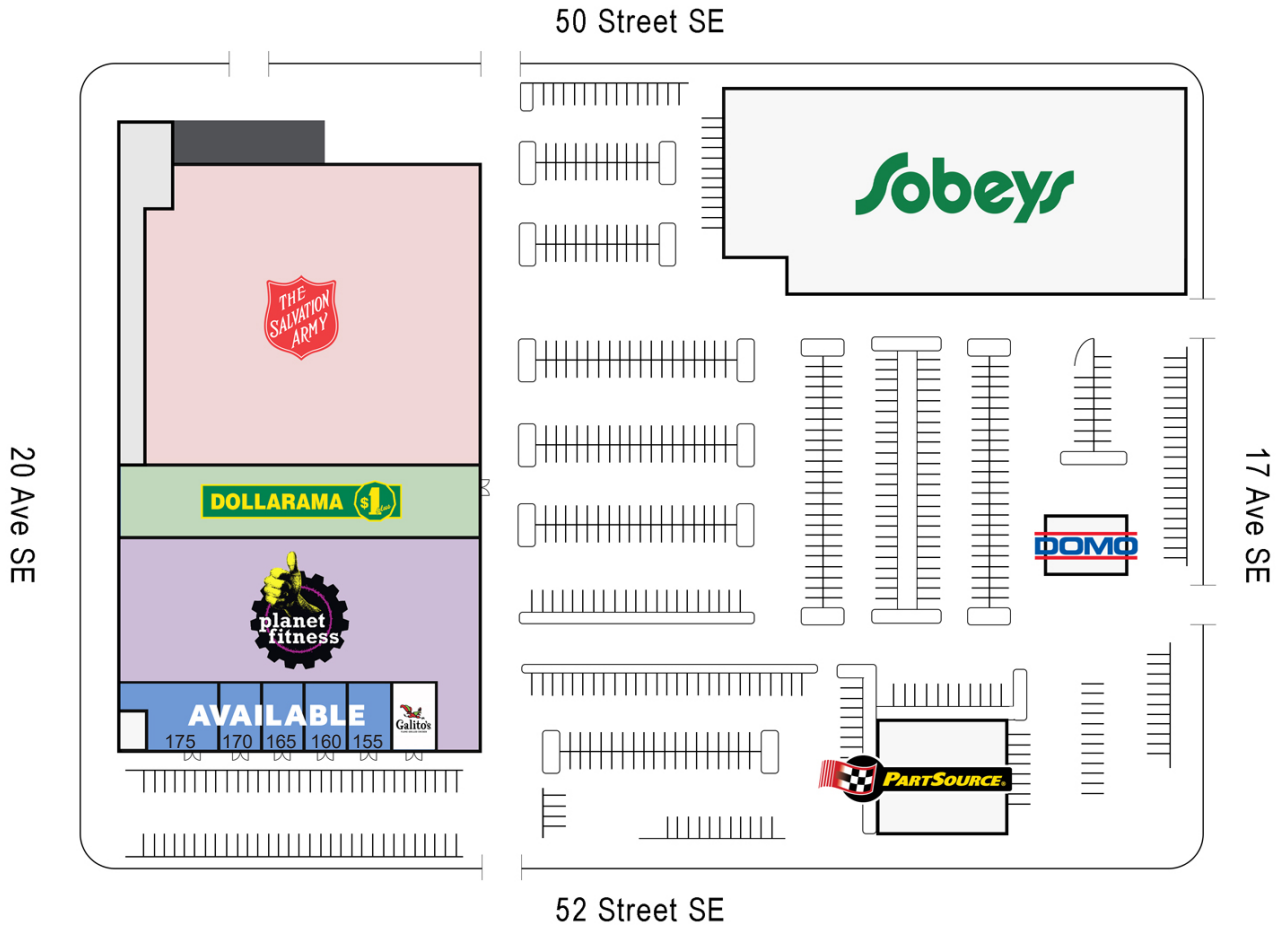 50 Street SE
Sobeys
THE
SALVATION
ARMY
20 Ave SE
17 Ave SE
DOLLARAMA $1 plus
DOMO
planet
fitness
AVAILABLE
Galito's
175 170 165 160 155
PARTSOURCE
52 Street SE